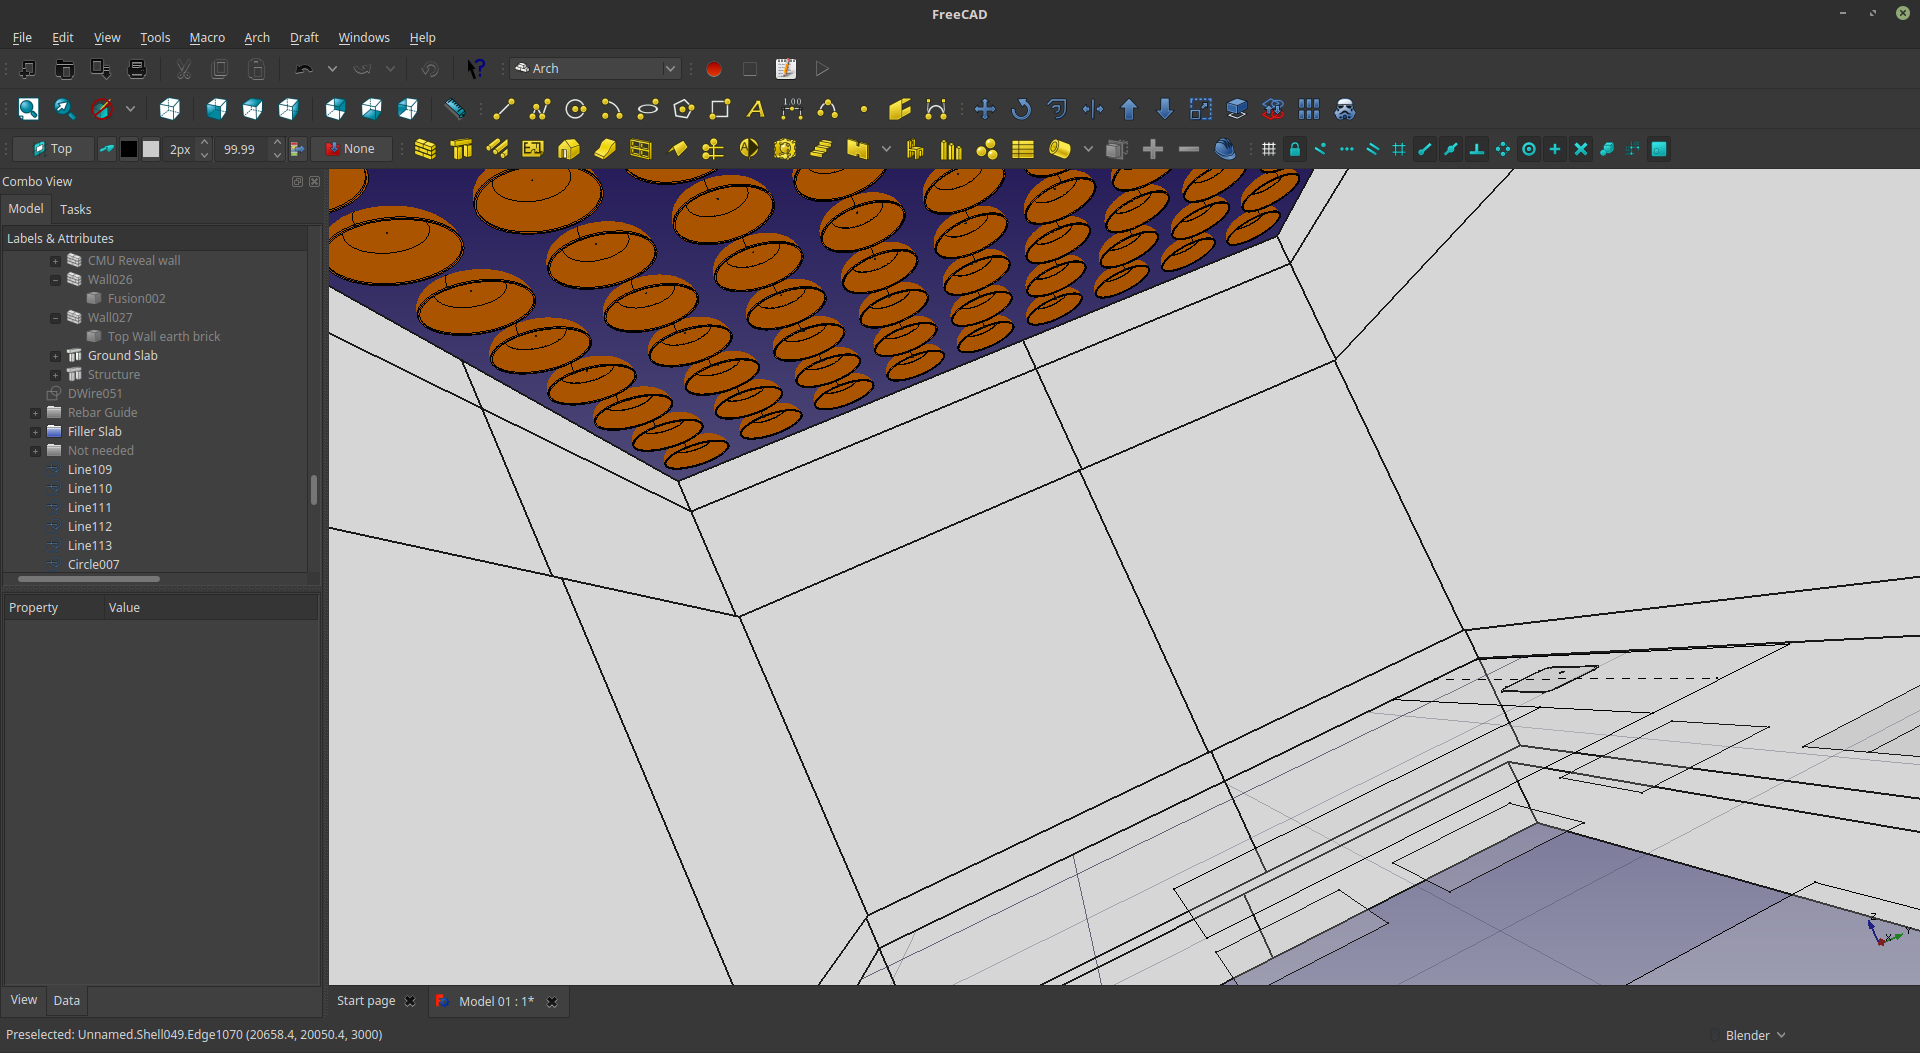 FreeCAD
File Edit View Tools Macro Arch Draft Windows Help
Arch
A 1.00
Top 2px 99.99 None
Combo View
Model Tasks
Labels & Attributes
CMU Reveal wall
Wall026
Fusion002
Wall027
Top Wall earth brick
Ground Slab
Structure
DWire051
Rebar Guide
Filler Slab
Not needed
Line109
Line110
Line111
Line112
Line113
Circle007
Property Value
Z
X Y
View Data
Start page Model 01 : 1*
Preselected: Unnamed.Shell049.Edge1070 (20658.4, 20050.4, 3000)
Blender